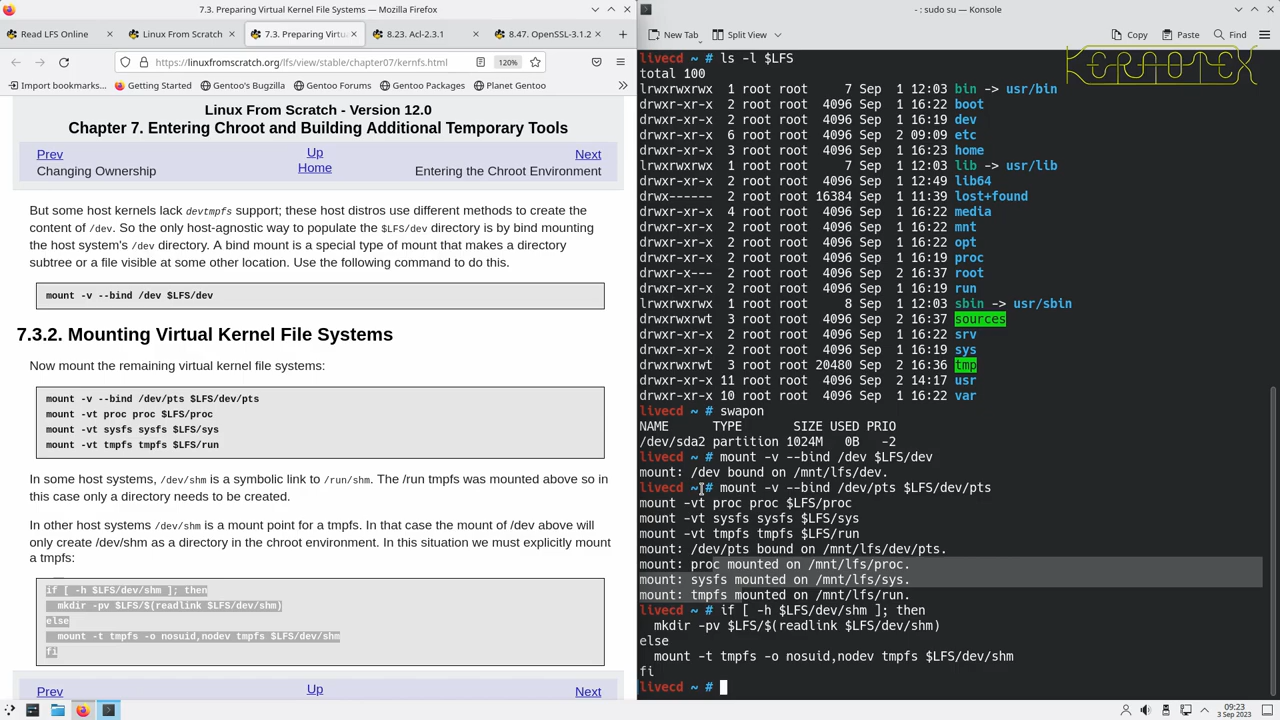 7.3. Preparing Virtual Kernel File Systems — Mozilla Firefox
Read LFS Online
Linux From Scratch
7.3. Preparing Virtua
8.23. Acl-2.3.1
8.47. OpenSSL-3.1.2
https://linuxfromscratch.org/lfs/view/stable/chapter07/kernfs.html
120%
Import bookmarks...
Getting Started
Gentoo's Bugzilla
Gentoo Forums
Gentoo Packages
Planet Gentoo
Linux From Scratch - Version 12.0
Chapter 7. Entering Chroot and Building Additional Temporary Tools
Prev Up Next
Changing Ownership Home Entering the Chroot Environment
But some host kernels lack devtmpfs support; these host distros use different methods to create the
content of /dev. So the only host-agnostic way to populate the $LFS/dev directory is by bind mounting
the host system's /dev directory. A bind mount is a special type of mount that makes a directory
subtree or a file visible at some other location. Use the following command to do this.
mount -v --bind /dev $LFS/dev
7.3.2. Mounting Virtual Kernel File Systems
Now mount the remaining virtual kernel file systems:
mount -v --bind /dev/pts $LFS/dev/pts
mount -vt proc proc $LFS/proc
mount -vt sysfs sysfs $LFS/sys
mount -vt tmpfs tmpfs $LFS/run
In some host systems, /dev/shm is a symbolic link to /run/shm. The /run tmpfs was mounted above so in
this case only a directory needs to be created.
In other host systems /dev/shm is a mount point for a tmpfs. In that case the mount of /dev above will
only create /dev/shm as a directory in the chroot environment. In this situation we must explicitly mount
a tmpfs:
if [ -h $LFS/dev/shm ]; then
  mkdir -pv $LFS/$(readlink $LFS/dev/shm)
else
  mount -t tmpfs -o nosuid,nodev tmpfs $LFS/dev/shm
fi
Prev Up Next
- : sudo su — Konsole
New Tab Split View Copy Paste Find
KERNOTEX
livecd ~ # ls -l $LFS
total 100
lrwxrwxrwx  1 root root     7 Sep  1 12:03 bin -> usr/bin
drwxr-xr-x  2 root root  4096 Sep  1 16:22 boot
drwxr-xr-x  2 root root  4096 Sep  1 16:19 dev
drwxr-xr-x  6 root root  4096 Sep  2 09:09 etc
drwxr-xr-x  3 root root  4096 Sep  1 16:23 home
lrwxrwxrwx  1 root root     7 Sep  1 12:03 lib -> usr/lib
drwxr-xr-x  2 root root  4096 Sep  1 12:49 lib64
drwx------  2 root root 16384 Sep  1 11:39 lost+found
drwxr-xr-x  4 root root  4096 Sep  1 16:22 media
drwxr-xr-x  2 root root  4096 Sep  1 16:22 mnt
drwxr-xr-x  2 root root  4096 Sep  1 16:22 opt
drwxr-xr-x  2 root root  4096 Sep  1 16:19 proc
drwxr-x---  2 root root  4096 Sep  2 16:37 root
drwxr-xr-x  2 root root  4096 Sep  1 16:19 run
lrwxrwxrwx  1 root root     8 Sep  1 12:03 sbin -> usr/sbin
drwxrwxrwt  3 root root  4096 Sep  2 16:37 sources
drwxr-xr-x  2 root root  4096 Sep  1 16:22 srv
drwxr-xr-x  2 root root  4096 Sep  1 16:19 sys
drwxrwxrwt  3 root root 20480 Sep  2 16:36 tmp
drwxr-xr-x 11 root root  4096 Sep  2 14:17 usr
drwxr-xr-x 10 root root  4096 Sep  1 16:22 var
livecd ~ # swapon
NAME      TYPE       SIZE USED PRIO
/dev/sda2 partition 1024M   0B   -2
livecd ~ # mount -v --bind /dev $LFS/dev
mount: /dev bound on /mnt/lfs/dev.
livecd ~ # mount -v --bind /dev/pts $LFS/dev/pts
mount -vt proc proc $LFS/proc
mount -vt sysfs sysfs $LFS/sys
mount -vt tmpfs tmpfs $LFS/run
mount: /dev/pts bound on /mnt/lfs/dev/pts.
mount: proc mounted on /mnt/lfs/proc.
mount: sysfs mounted on /mnt/lfs/sys.
mount: tmpfs mounted on /mnt/lfs/run.
livecd ~ # if [ -h $LFS/dev/shm ]; then
  mkdir -pv $LFS/$(readlink $LFS/dev/shm)
else
  mount -t tmpfs -o nosuid,nodev tmpfs $LFS/dev/shm
fi
livecd ~ #
09:23
3 Sep 2023